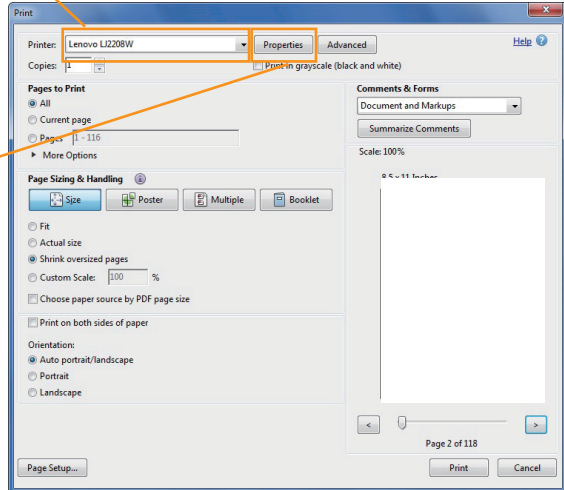 Print
Printer: Lenovo LJ2208W Properties Advanced Help
Copies: 1 Print in grayscale (black and white)
Pages to Print
All
Current page
Pages 1 - 116
More Options
Page Sizing & Handling
Size Poster Multiple Booklet
Fit
Actual size
Shrink oversized pages
Custom Scale: 100 %
Choose paper source by PDF page size
Print on both sides of paper
Orientation:
Auto portrait/landscape
Portrait
Landscape
Comments & Forms
Document and Markups
Summarize Comments
Scale: 100%
8.5 x 11 Inches
< >
Page 2 of 118
Page Setup... Print Cancel